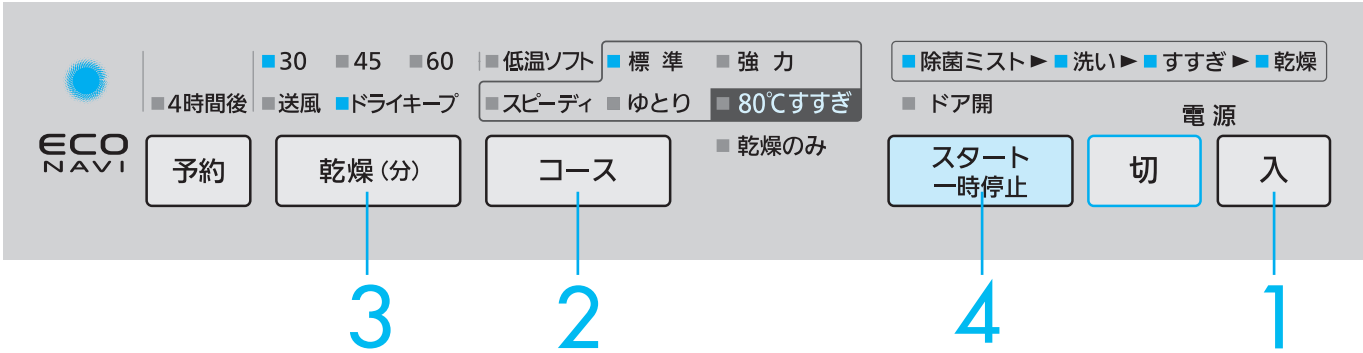 ■30 ■45 ■60 ■低温ソフト ■標 準 ■強 力 ■除菌ミスト►■洗い►■すすぎ►■乾燥
■4時間後 ■送風 ■ドライキープ ■スピーディ ■ゆとり ■80℃すすぎ ■ ドア開
電 源
ECO
NAVI
予約
乾燥(分)
コース
■乾燥のみ
スタート
一時停止
切
入
3 2 4 1